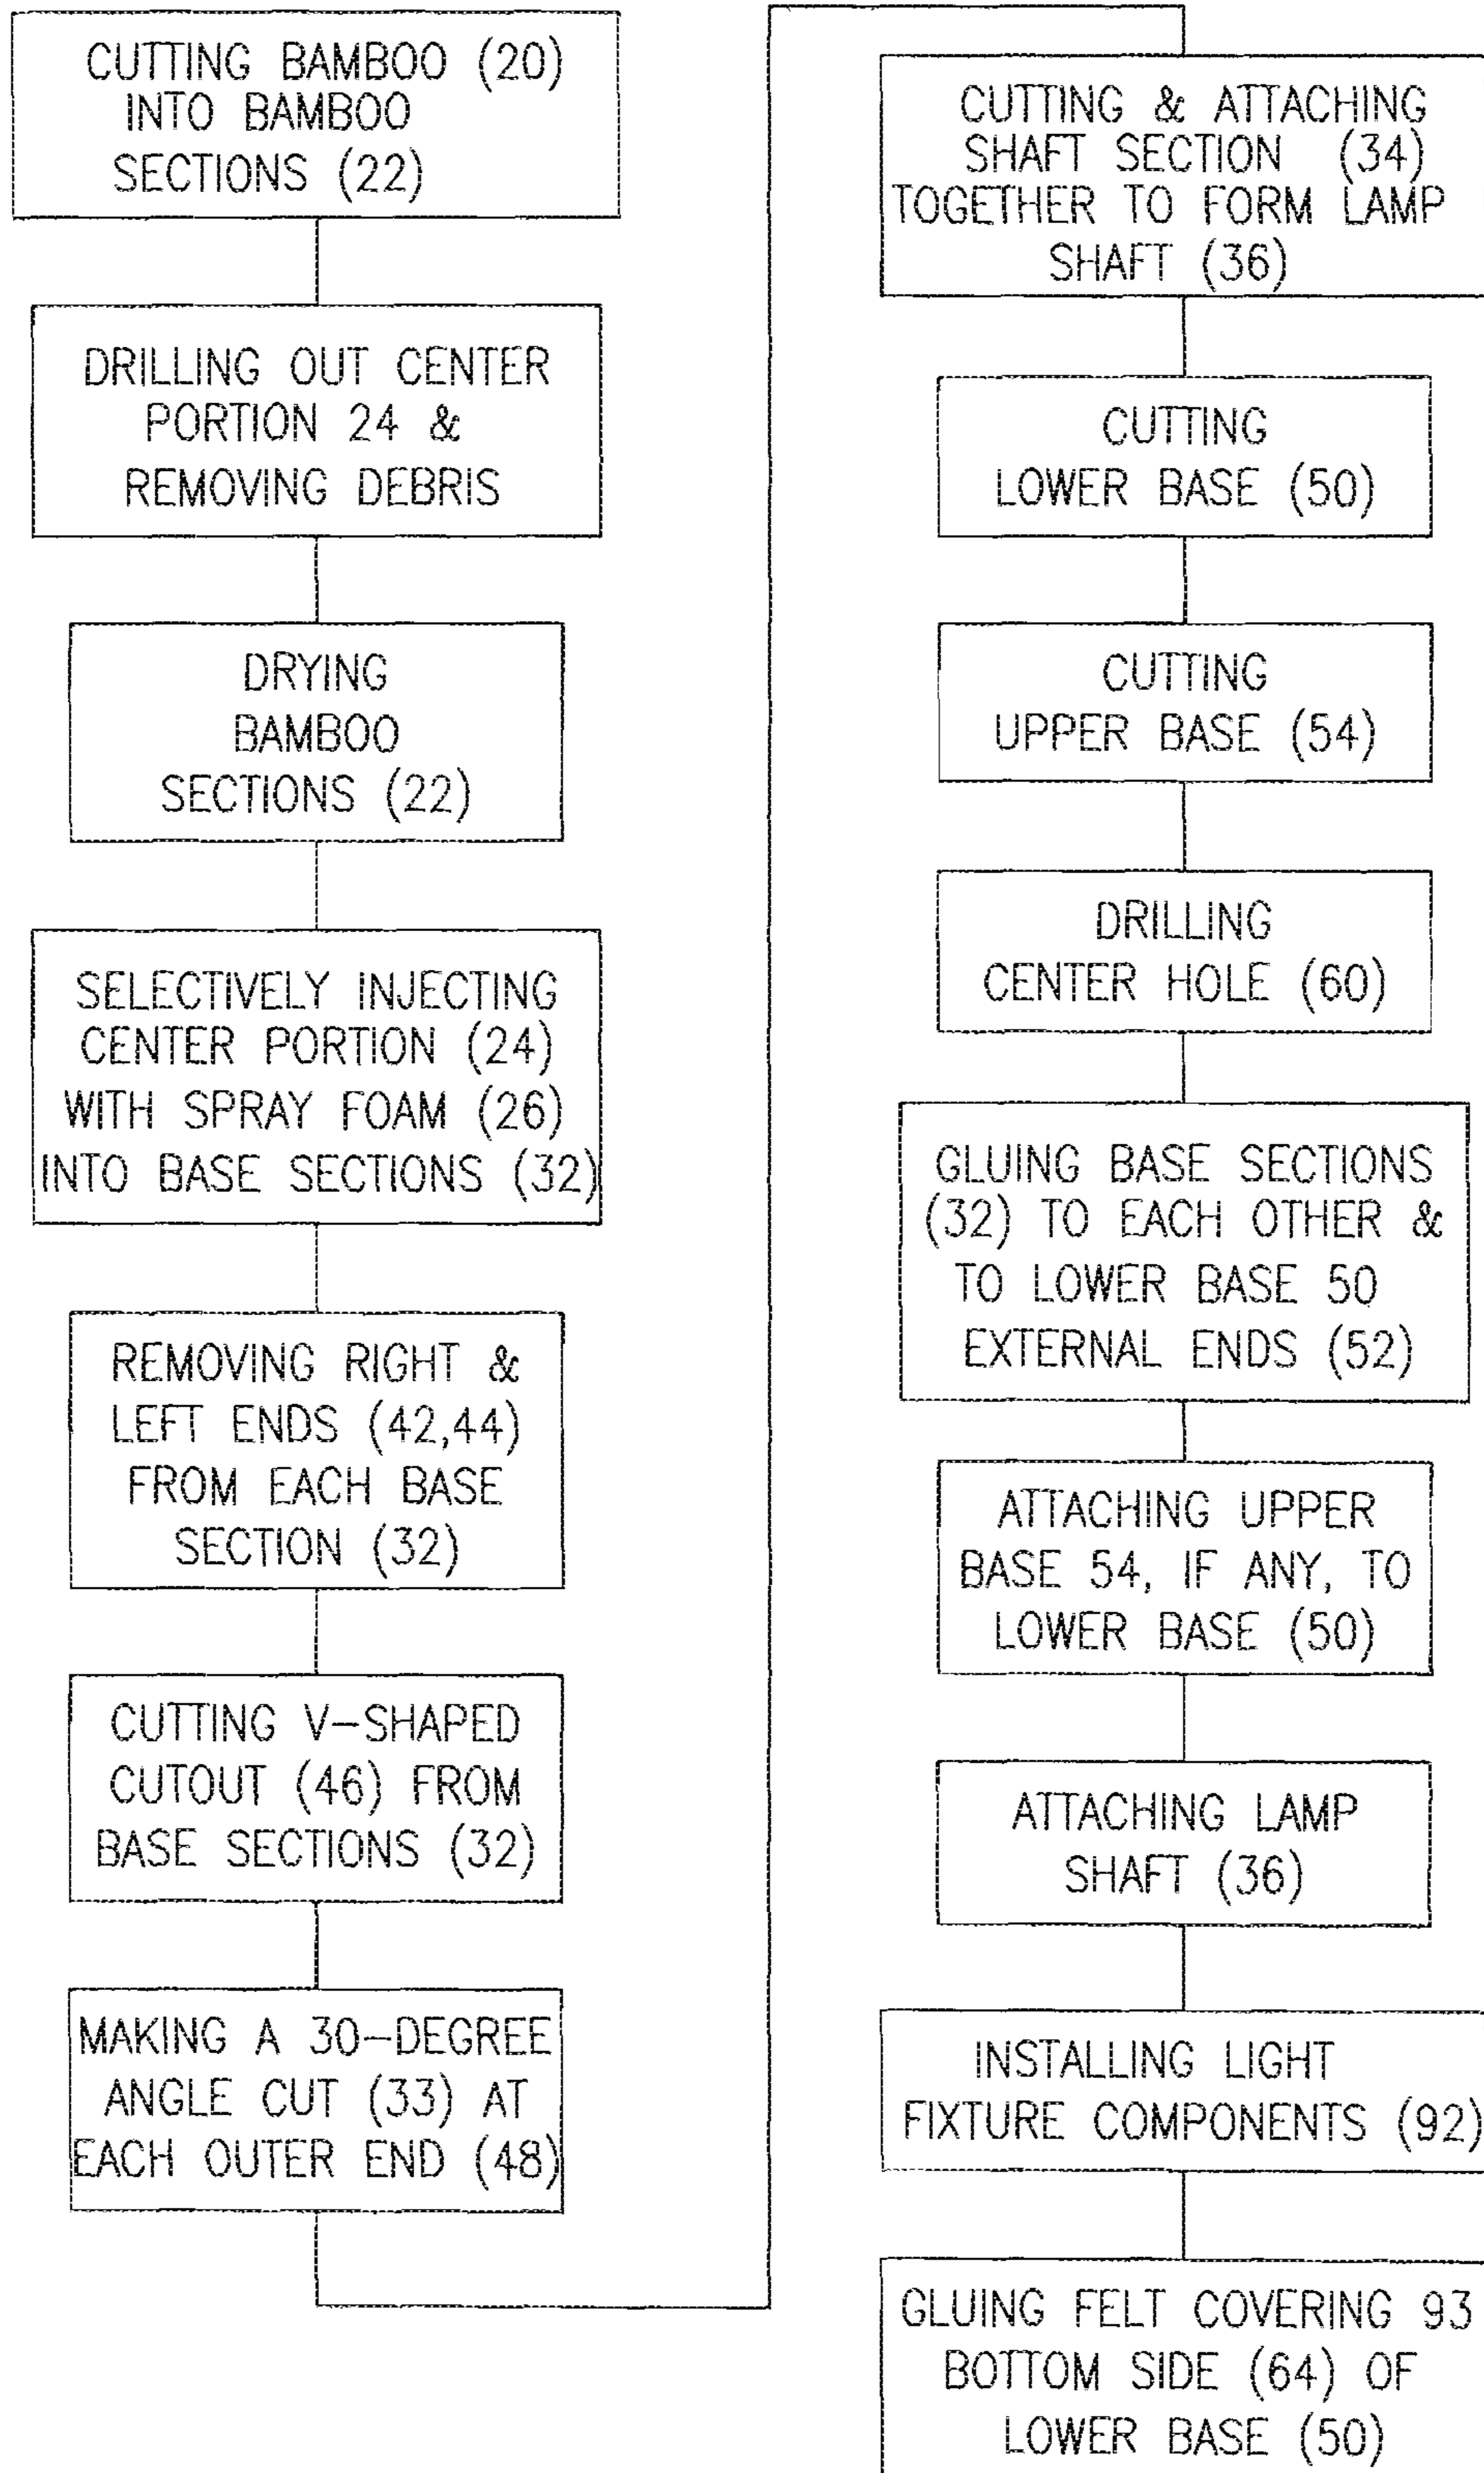 CUTTING BAMBOO (20)
INTO BAMBOO
SECTIONS (22)
DRILLING OUT CENTER
PORTION 24 &
REMOVING DEBRIS
DRYING
BAMBOO
SECTIONS (22)
SELECTIVELY INJECTING
CENTER PORTION (24)
WITH SPRAY FOAM (26)
INTO BASE SECTIONS (32)
REMOVING RIGHT &
LEFT ENDS (42,44)
FROM EACH BASE
SECTION (32)
CUTTING V-SHAPED
CUTOUT (46) FROM
BASE SECTIONS (32)
MAKING A 30-DEGREE
ANGLE CUT (33) AT
EACH OUTER END (48)
CUTTING & ATTACHING
SHAFT SECTION (34)
TOGETHER TO FORM LAMP
SHAFT (36)
CUTTING
LOWER BASE (50)
CUTTING
UPPER BASE (54)
DRILLING
CENTER HOLE (60)
GLUING BASE SECTIONS
(32) TO EACH OTHER &
TO LOWER BASE 50
EXTERNAL ENDS (52)
ATTACHING UPPER
BASE 54, IF ANY, TO
LOWER BASE (50)
ATTACHING LAMP
SHAFT (36)
INSTALLING LIGHT
FIXTURE COMPONENTS (92)
GLUING FELT COVERING 93
BOTTOM SIDE (64) OF
LOWER BASE (50)